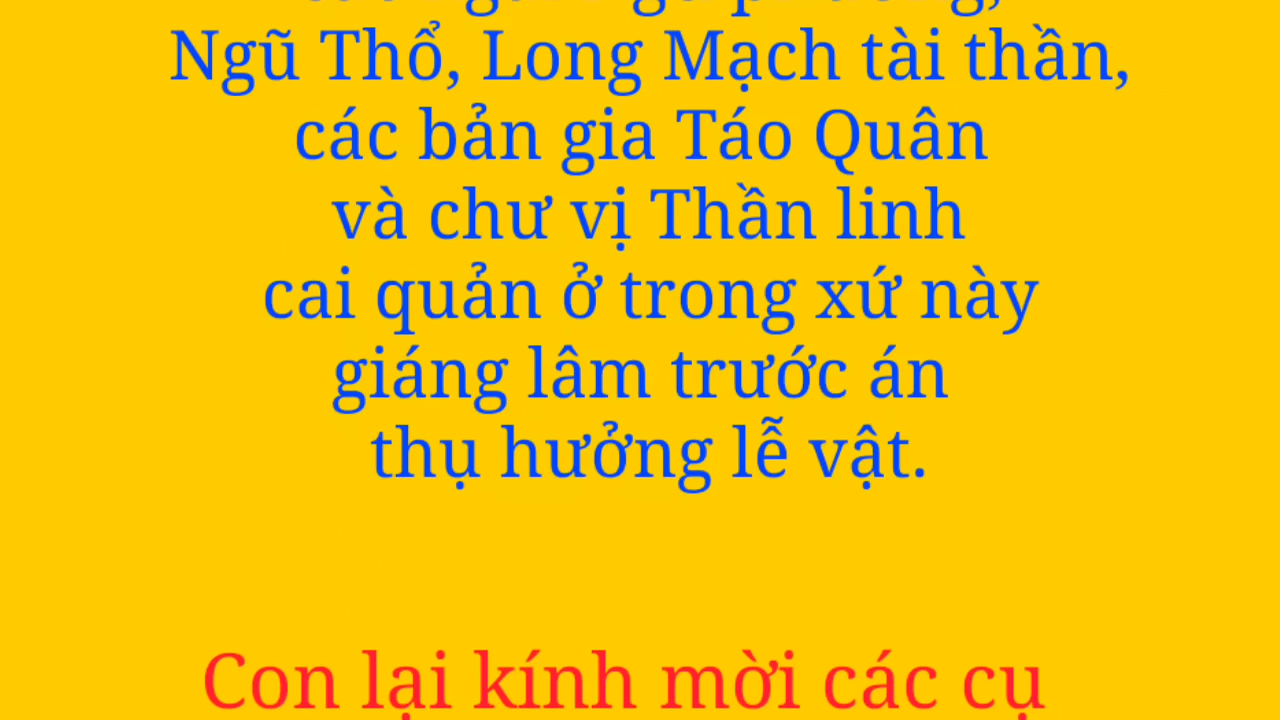 Ngũ Thổ, Long Mạch tài thần,
các bản gia Táo Quân
và chư vị Thần linh
cai quản ở trong xứ này
giáng lâm trước án
thụ hưởng lễ vật.
Con lại kính mời các cụ